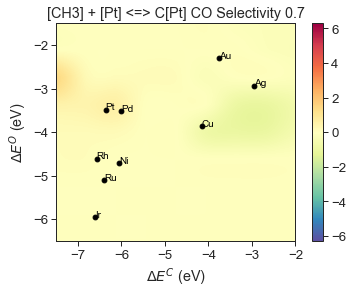 [CH3] + [Pt] <=> C[Pt] CO Selectivity 0.7
ΔE^O (eV)
−2
−3
−4
−5
−6
Au
Ag
Pt
Pd
Cu
Rh
Ni
Ru
Ir
−7
−6
−5
−4
−3
−2
ΔE^C (eV)
6
4
2
0
−2
−4
−6